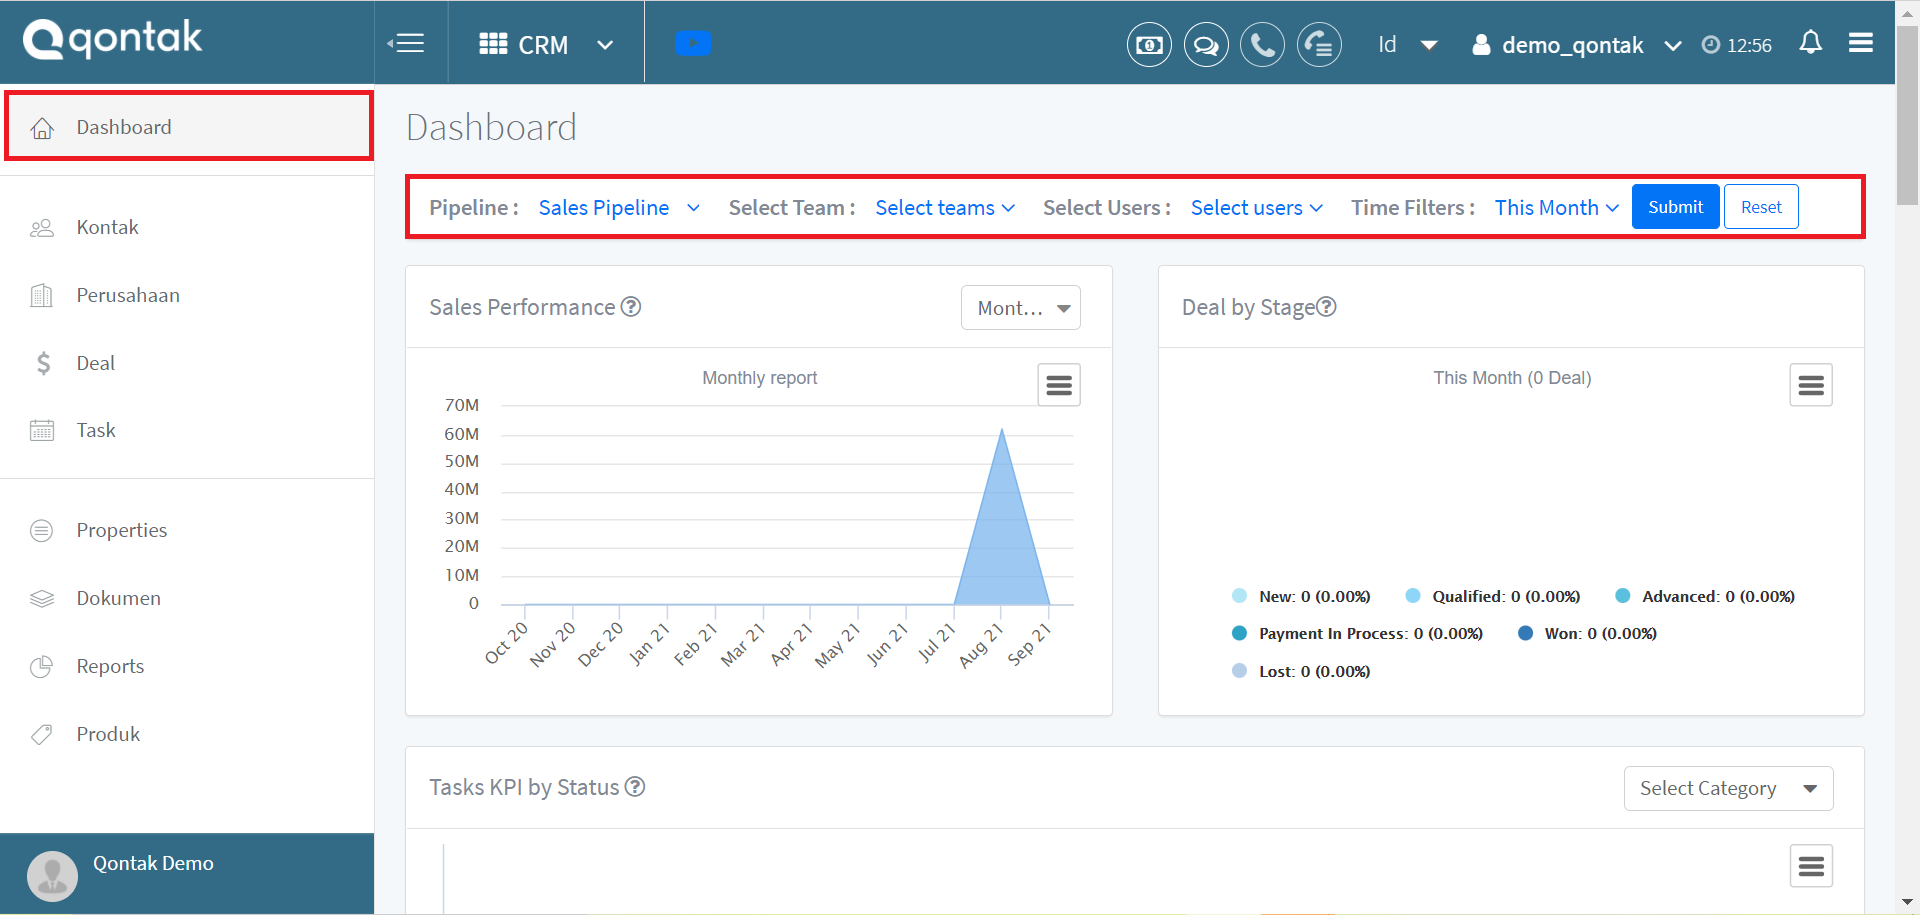 qontak
CRM
Id
demo_qontak
12:56
Dashboard
Kontak
Perusahaan
Deal
Task
Properties
Dokumen
Reports
Produk
Qontak Demo
Dashboard
Pipeline : Sales Pipeline Select Team : Select teams Select Users : Select users Time Filters : This Month Submit Reset
Sales Performance ?
Mont...
Monthly report
70M
60M
50M
40M
30M
20M
10M
0
Oct 20 Nov 20 Dec 20 Jan 21 Feb 21 Mar 21 Apr 21 May 21 Jun 21 Jul 21 Aug 21 Sep 21
Deal by Stage ?
This Month (0 Deal)
New: 0 (0.00%) Qualified: 0 (0.00%) Advanced: 0 (0.00%)
Payment In Process: 0 (0.00%) Won: 0 (0.00%)
Lost: 0 (0.00%)
Tasks KPI by Status ?
Select Category